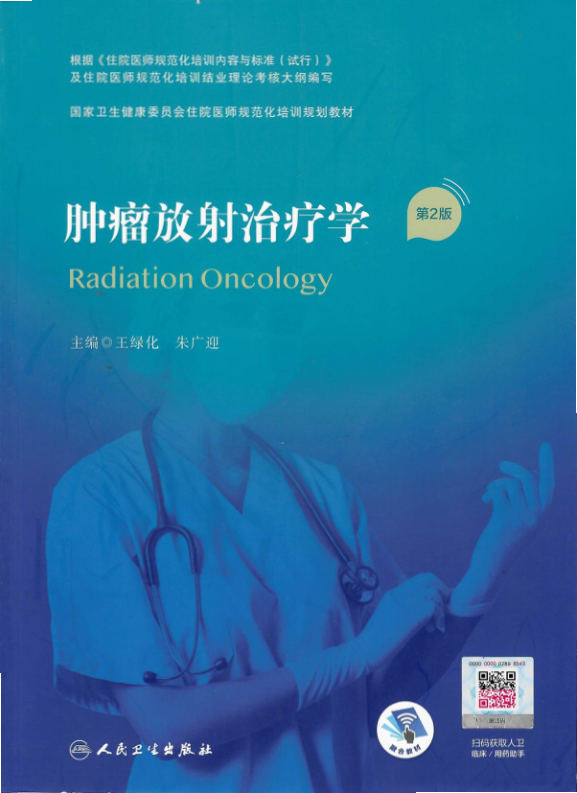 根据《住院医师规范化培训内容与标准（试行）》
及住院医师规范化培训结业理论考核大纲编写
国家卫生健康委员会住院医师规范化培训规划教材
肿瘤放射治疗学
第2版
Radiation Oncology
主编◎王绿化 朱广迎
0000 0000 0289 8543
融合教材
人民卫生出版社
扫码获取人卫
临床/用药助手